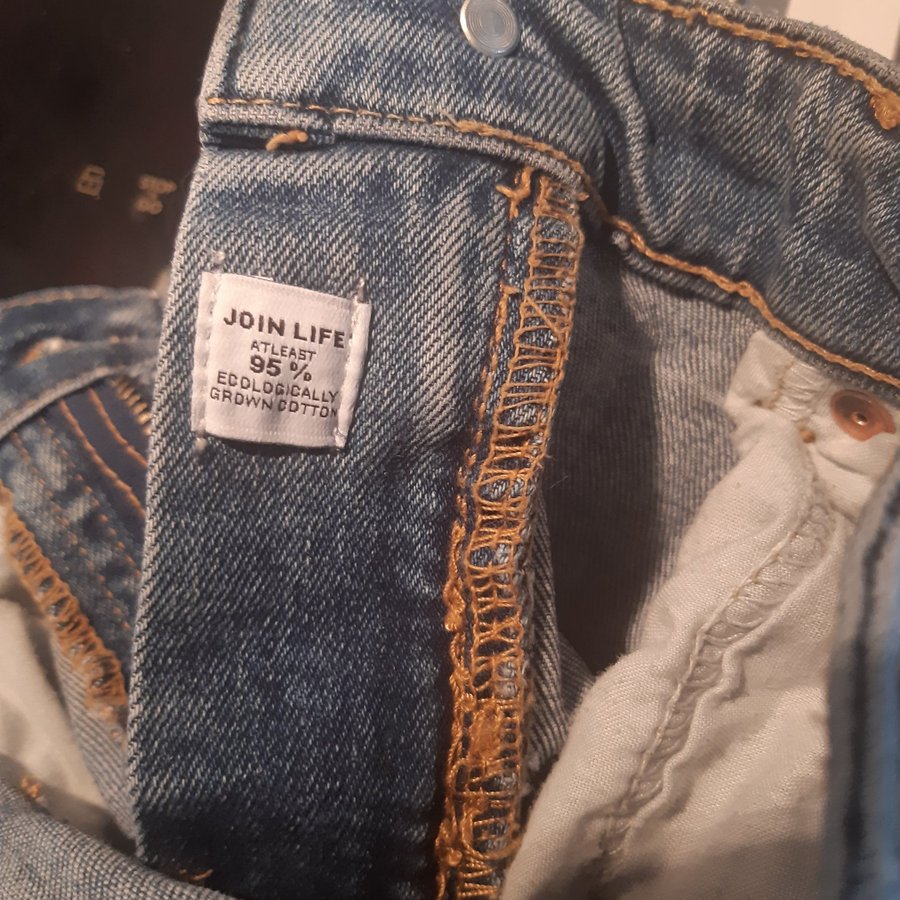 JOIN LIFE
ATLEAST
95 %
ECOLOGICALLY
GROWN COTTON